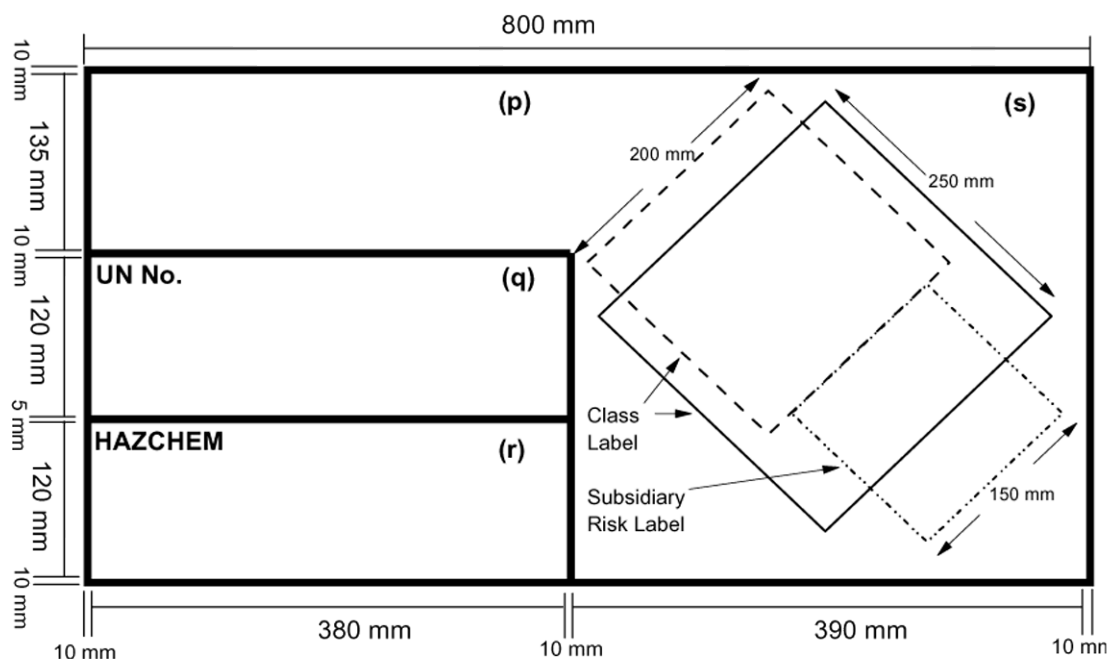 800 mm
10 mm
(p)
(s)
135 mm
200 mm
250 mm
10 mm
UN No.
(q)
120 mm
5 mm
Class
Label
HAZCHEM
(r)
120 mm
Subsidiary
Risk Label
150 mm
10 mm
380 mm
390 mm
10 mm
10 mm
10 mm